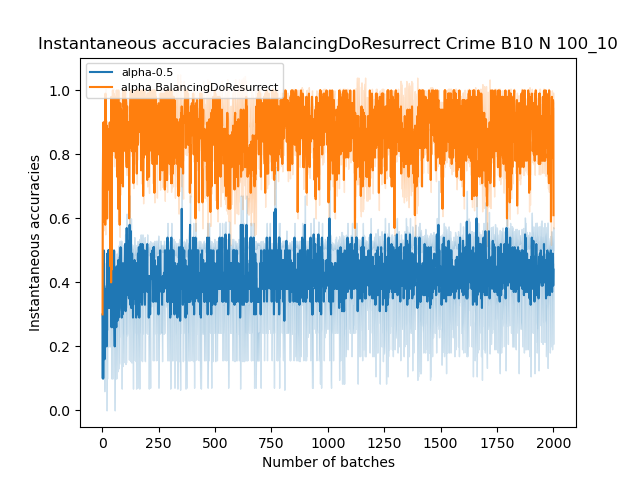 Instantaneous accuracies BalancingDoResurrect Crime B10 N 100_10
alpha-0.5
alpha BalancingDoResurrect
Instantaneous accuracies
1.0
0.8
0.6
0.4
0.2
0.0
0 250 500 750 1000 1250 1500 1750 2000
Number of batches